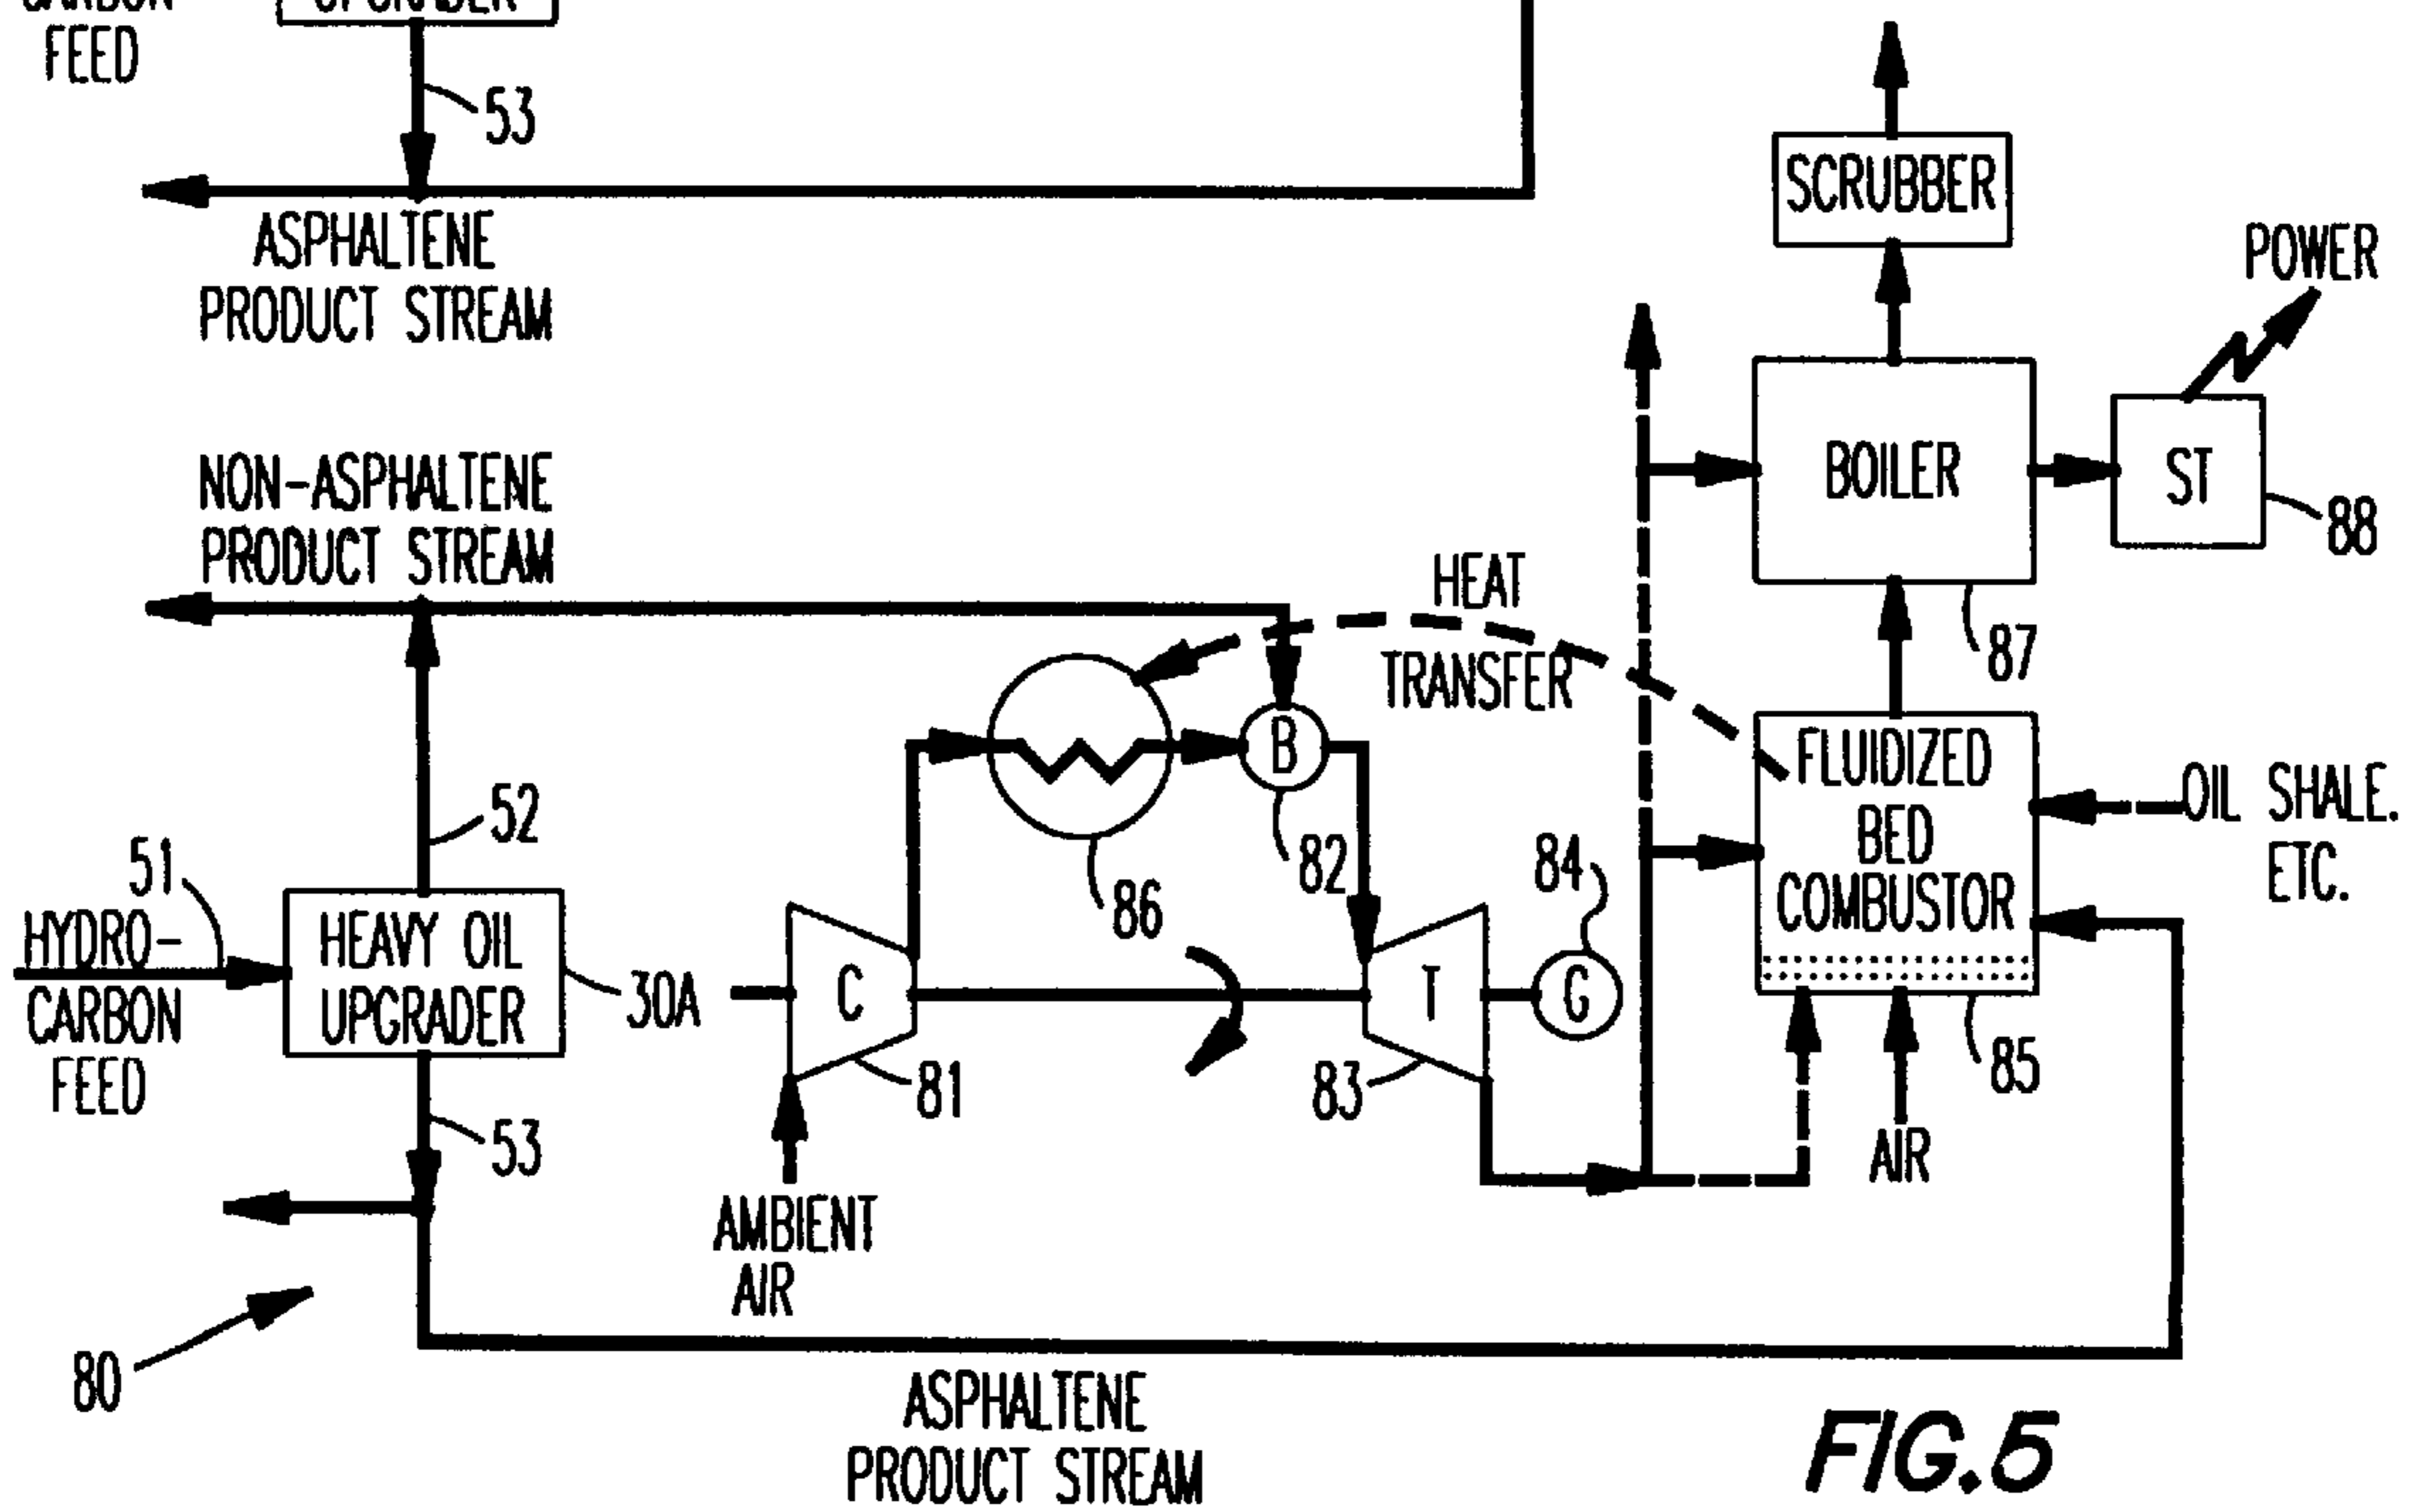 FEED
53
ASPHALTENE
PRODUCT STREAM
SCRUBBER
POWER
BOILER
ST
88
87
NON-ASPHALTENE
PRODUCT STREAM
HEAT
TRANSFER
52
51
HYDRO-
CARBON
FEED
HEAVY OIL
UPGRADER
30A
53
80
C
81
AMBIENT
AIR
86
B
82
T
83
84
G
FLUIDIZED
BED
COMBUSTOR
OIL SHALE.
ETC.
85
AIR
ASPHALTENE
PRODUCT STREAM
FIG.5